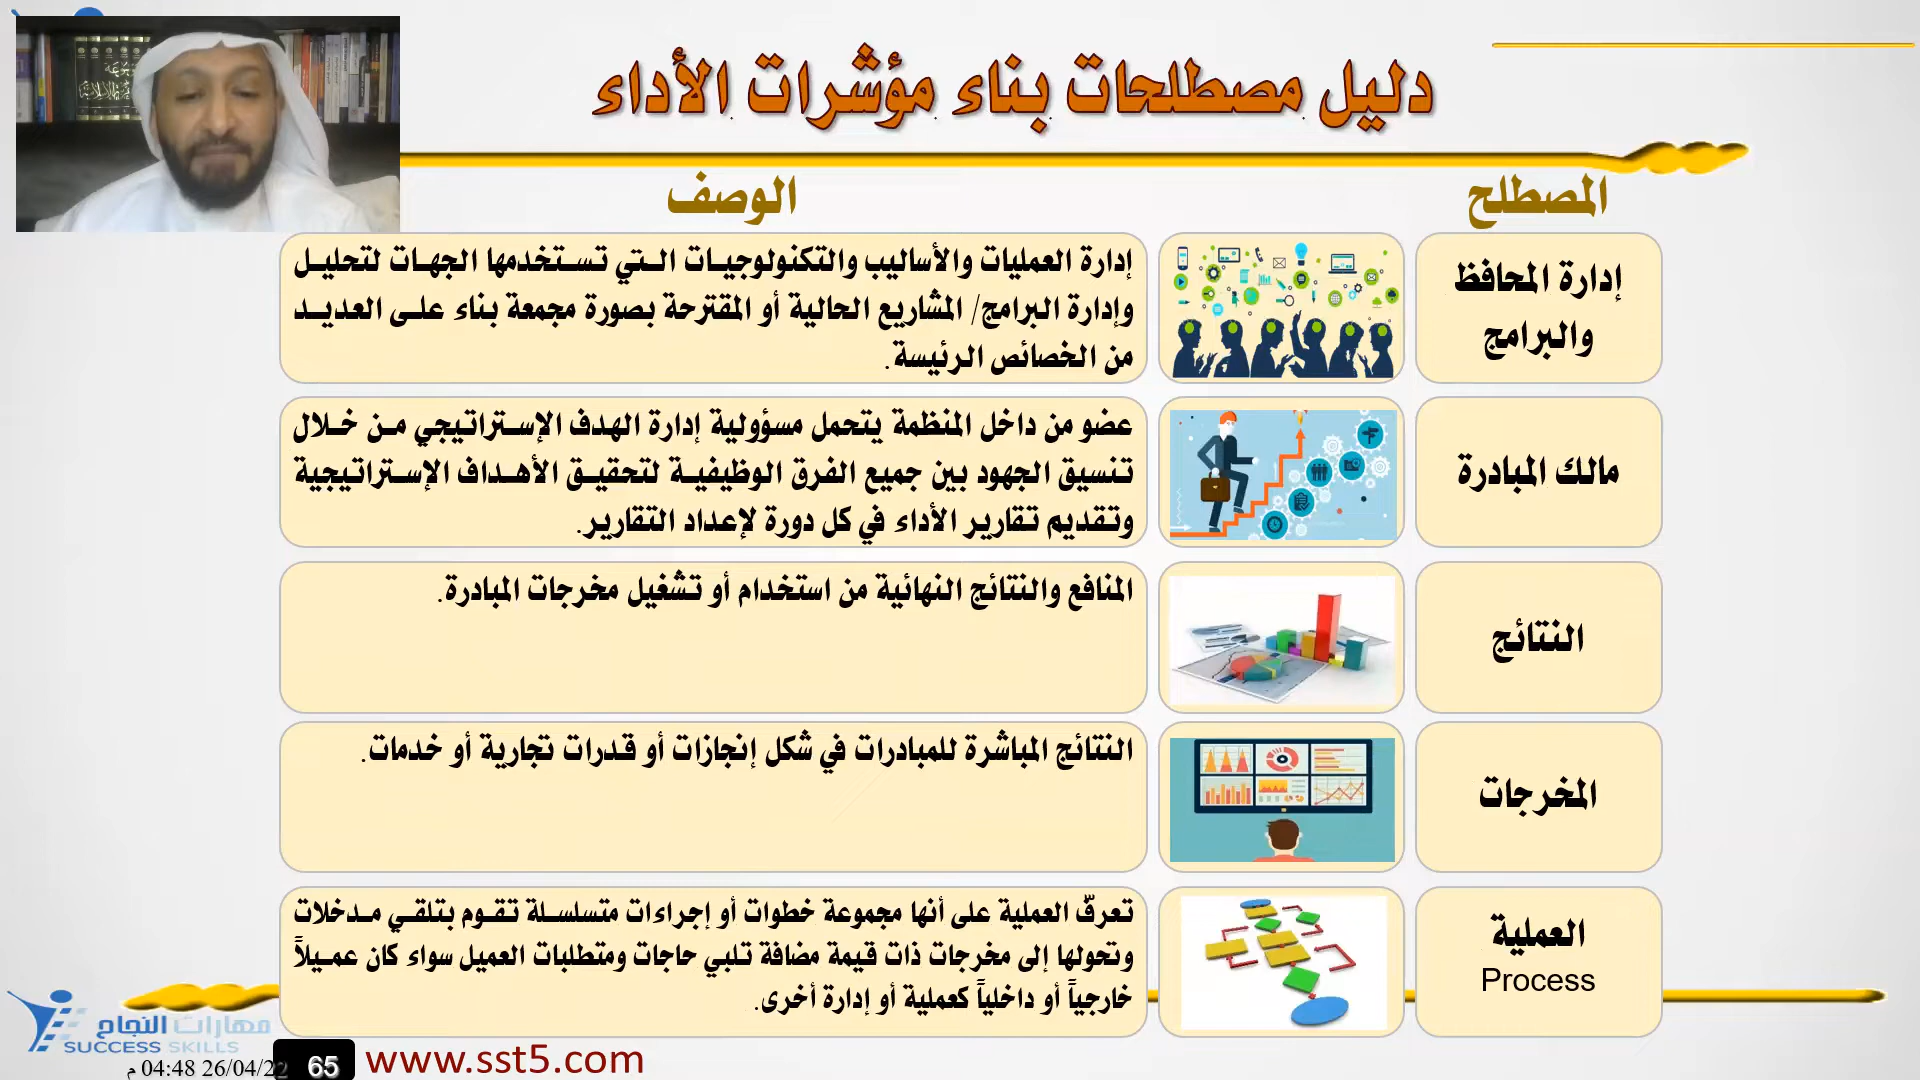 دليل مصطلحات بناء مؤشرات الأداء
المصطلح
الوصف
إدارة المحافظ
والبرامج
إدارة العمليات والأساليب والتكنولوجيات التي تستخدمها الجهات لتحليل
وإدارة البرامج/ المشاريع الحالية أو المقترحة بصورة مجمعة بناء على العديد
من الخصائص الرئيسة.
مالك المبادرة
عضو من داخل المنظمة يتحمل مسؤولية إدارة الهدف الإستراتيجي من خلال
تنسيق الجهود بين جميع الفرق الوظيفية لتحقيق الأهداف الإستراتيجية
وتقديم تقارير الأداء في كل دورة لإعداد التقارير.
النتائج
المنافع والنتائج النهائية من استخدام أو تشغيل مخرجات المبادرة.
المخرجات
النتائج المباشرة للمبادرات في شكل إنجازات أو قدرات تجارية أو خدمات.
العملية
Process
تعرفّ العملية على أنها مجموعة خطوات أو إجراءات متسلسلة تقوم بتلقي مدخلات
وتحولها إلى مخرجات ذات قيمة مضافة تلبي حاجات ومتطلبات العميل سواء كان عميلاً
خارجياً أو داخلياً كعملية أو إدارة أخرى.
مهارات النجاح
SUCCESS SKILLS
04:48 26/04/22 م
65
www.sst5.com